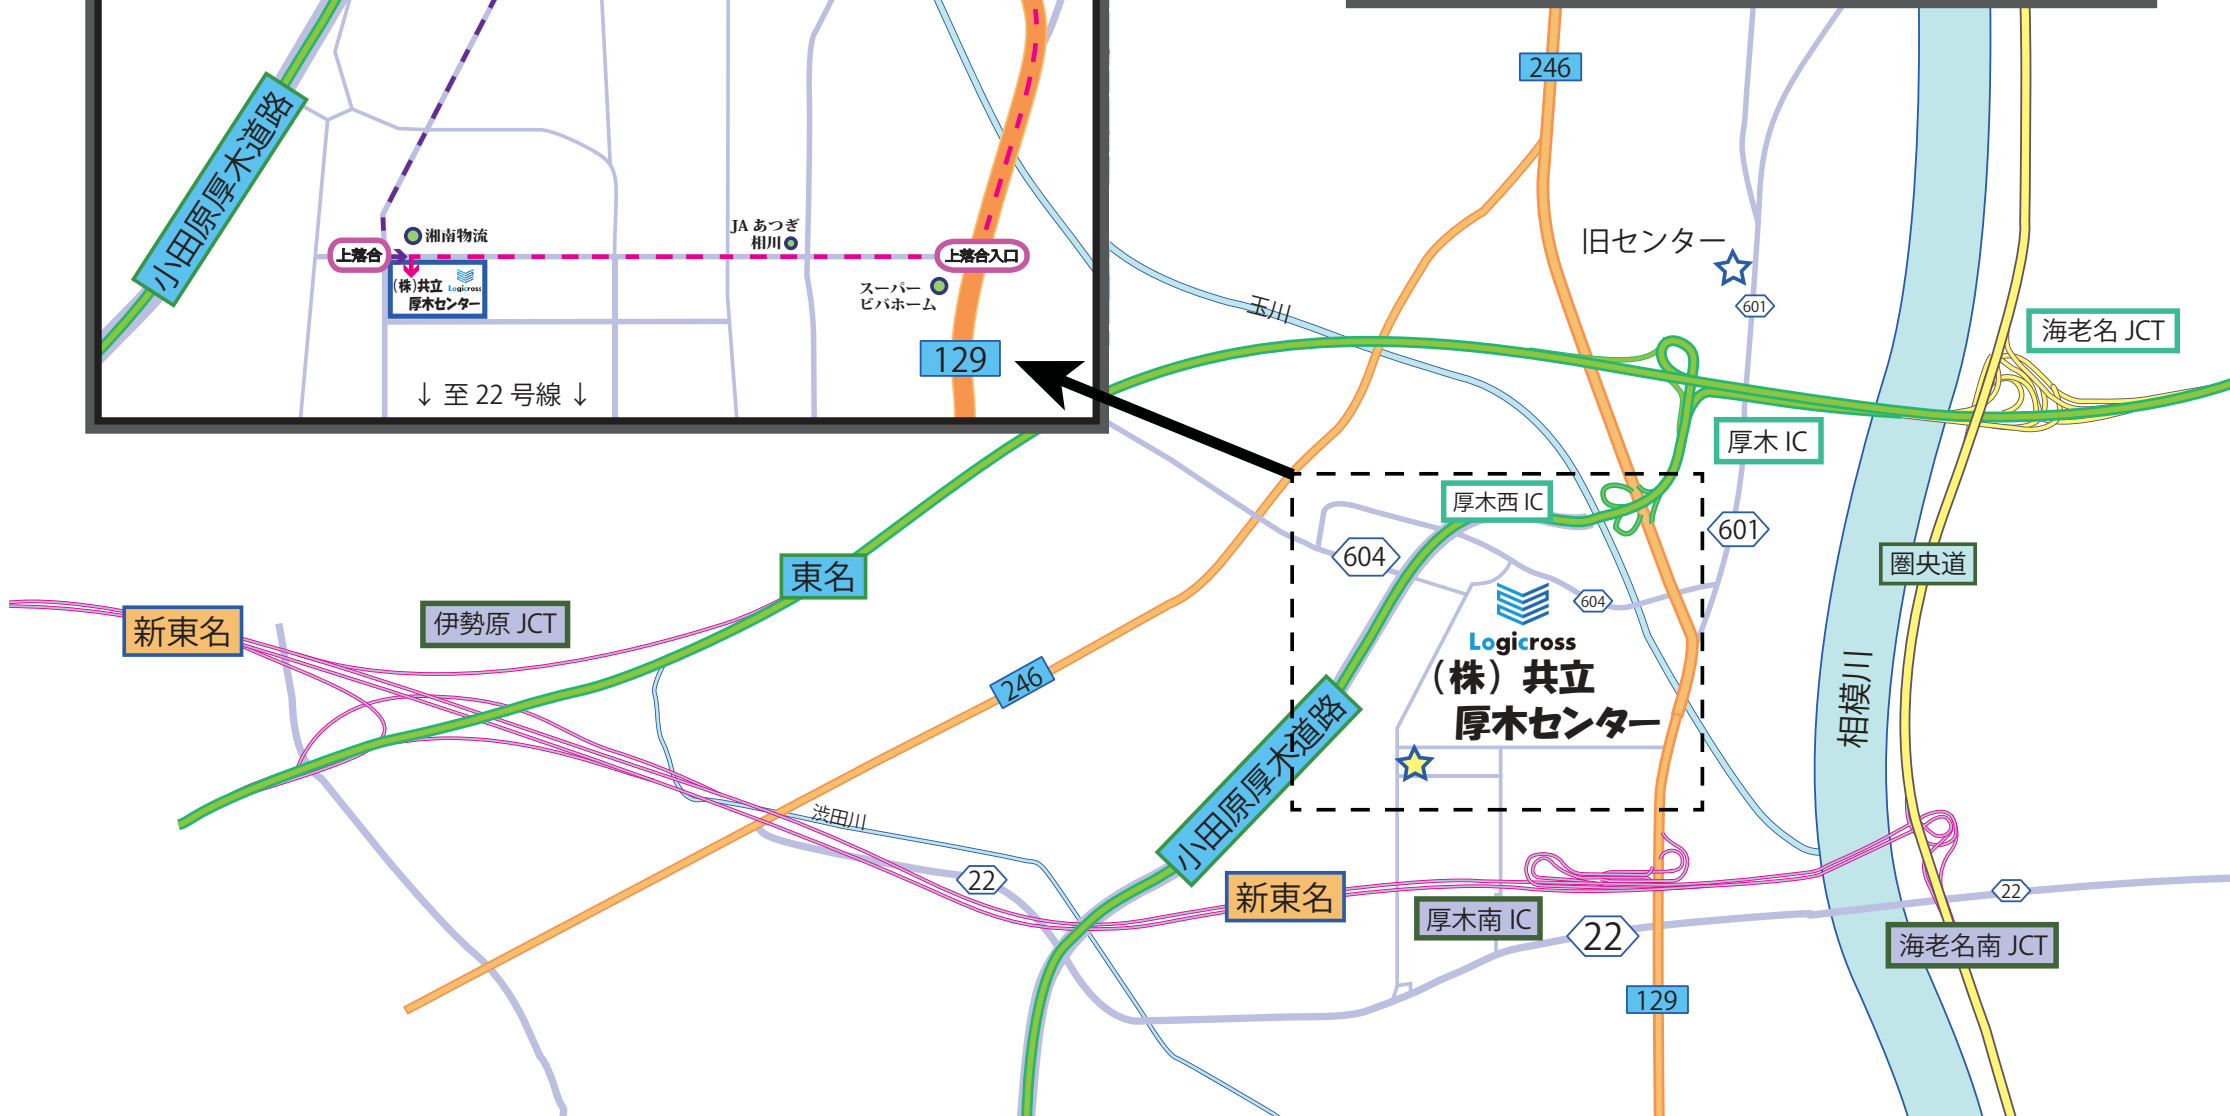 小田原厚木道路
湘南物流
JA あつぎ
相川
上落合
上落合入口
(株)共立
Logicross
厚木センター
スーパー
ビバホーム
129
↓ 至 22 号線 ↓
246
旧センター
601
玉川
海老名 JCT
厚木 IC
厚木西 IC
601
604
圏央道
東名
604
伊勢原 JCT
新東名
Logicross
(株) 共立
厚木センター
246
相模川
小田原厚木道路
渋田川
22
新東名
厚木南 IC
22
22
海老名南 JCT
129